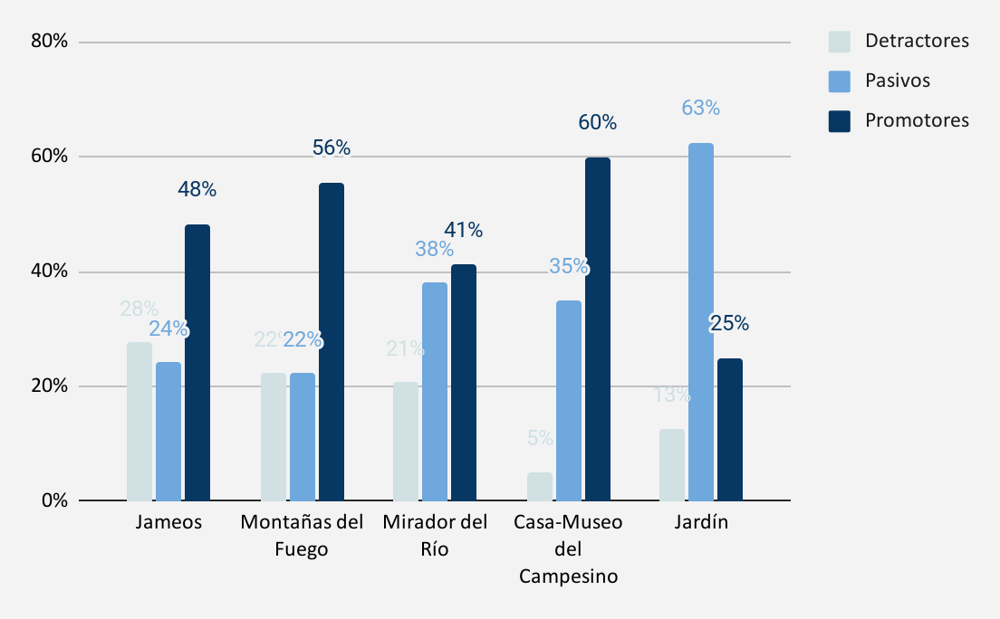 80%
60%
40%
20%
0%
28%
24%
48%
22%
22%
56%
21%
38%
41%
5%
35%
60%
13%
63%
25%
Jameos
Montañas del
Fuego
Mirador del
Río
Casa-Museo
del
Campesino
Jardín
Detractores
Pasivos
Promotores